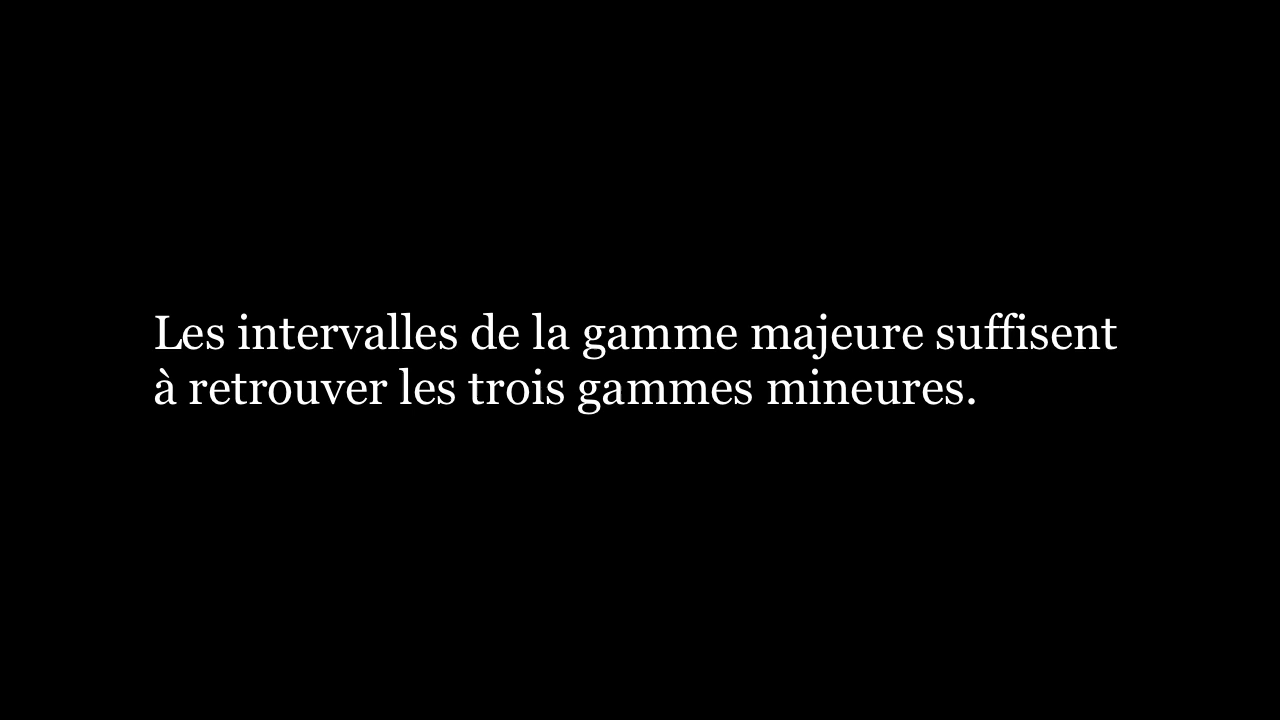 Les intervalles de la gamme majeure suffisent
à retrouver les trois gammes mineures.